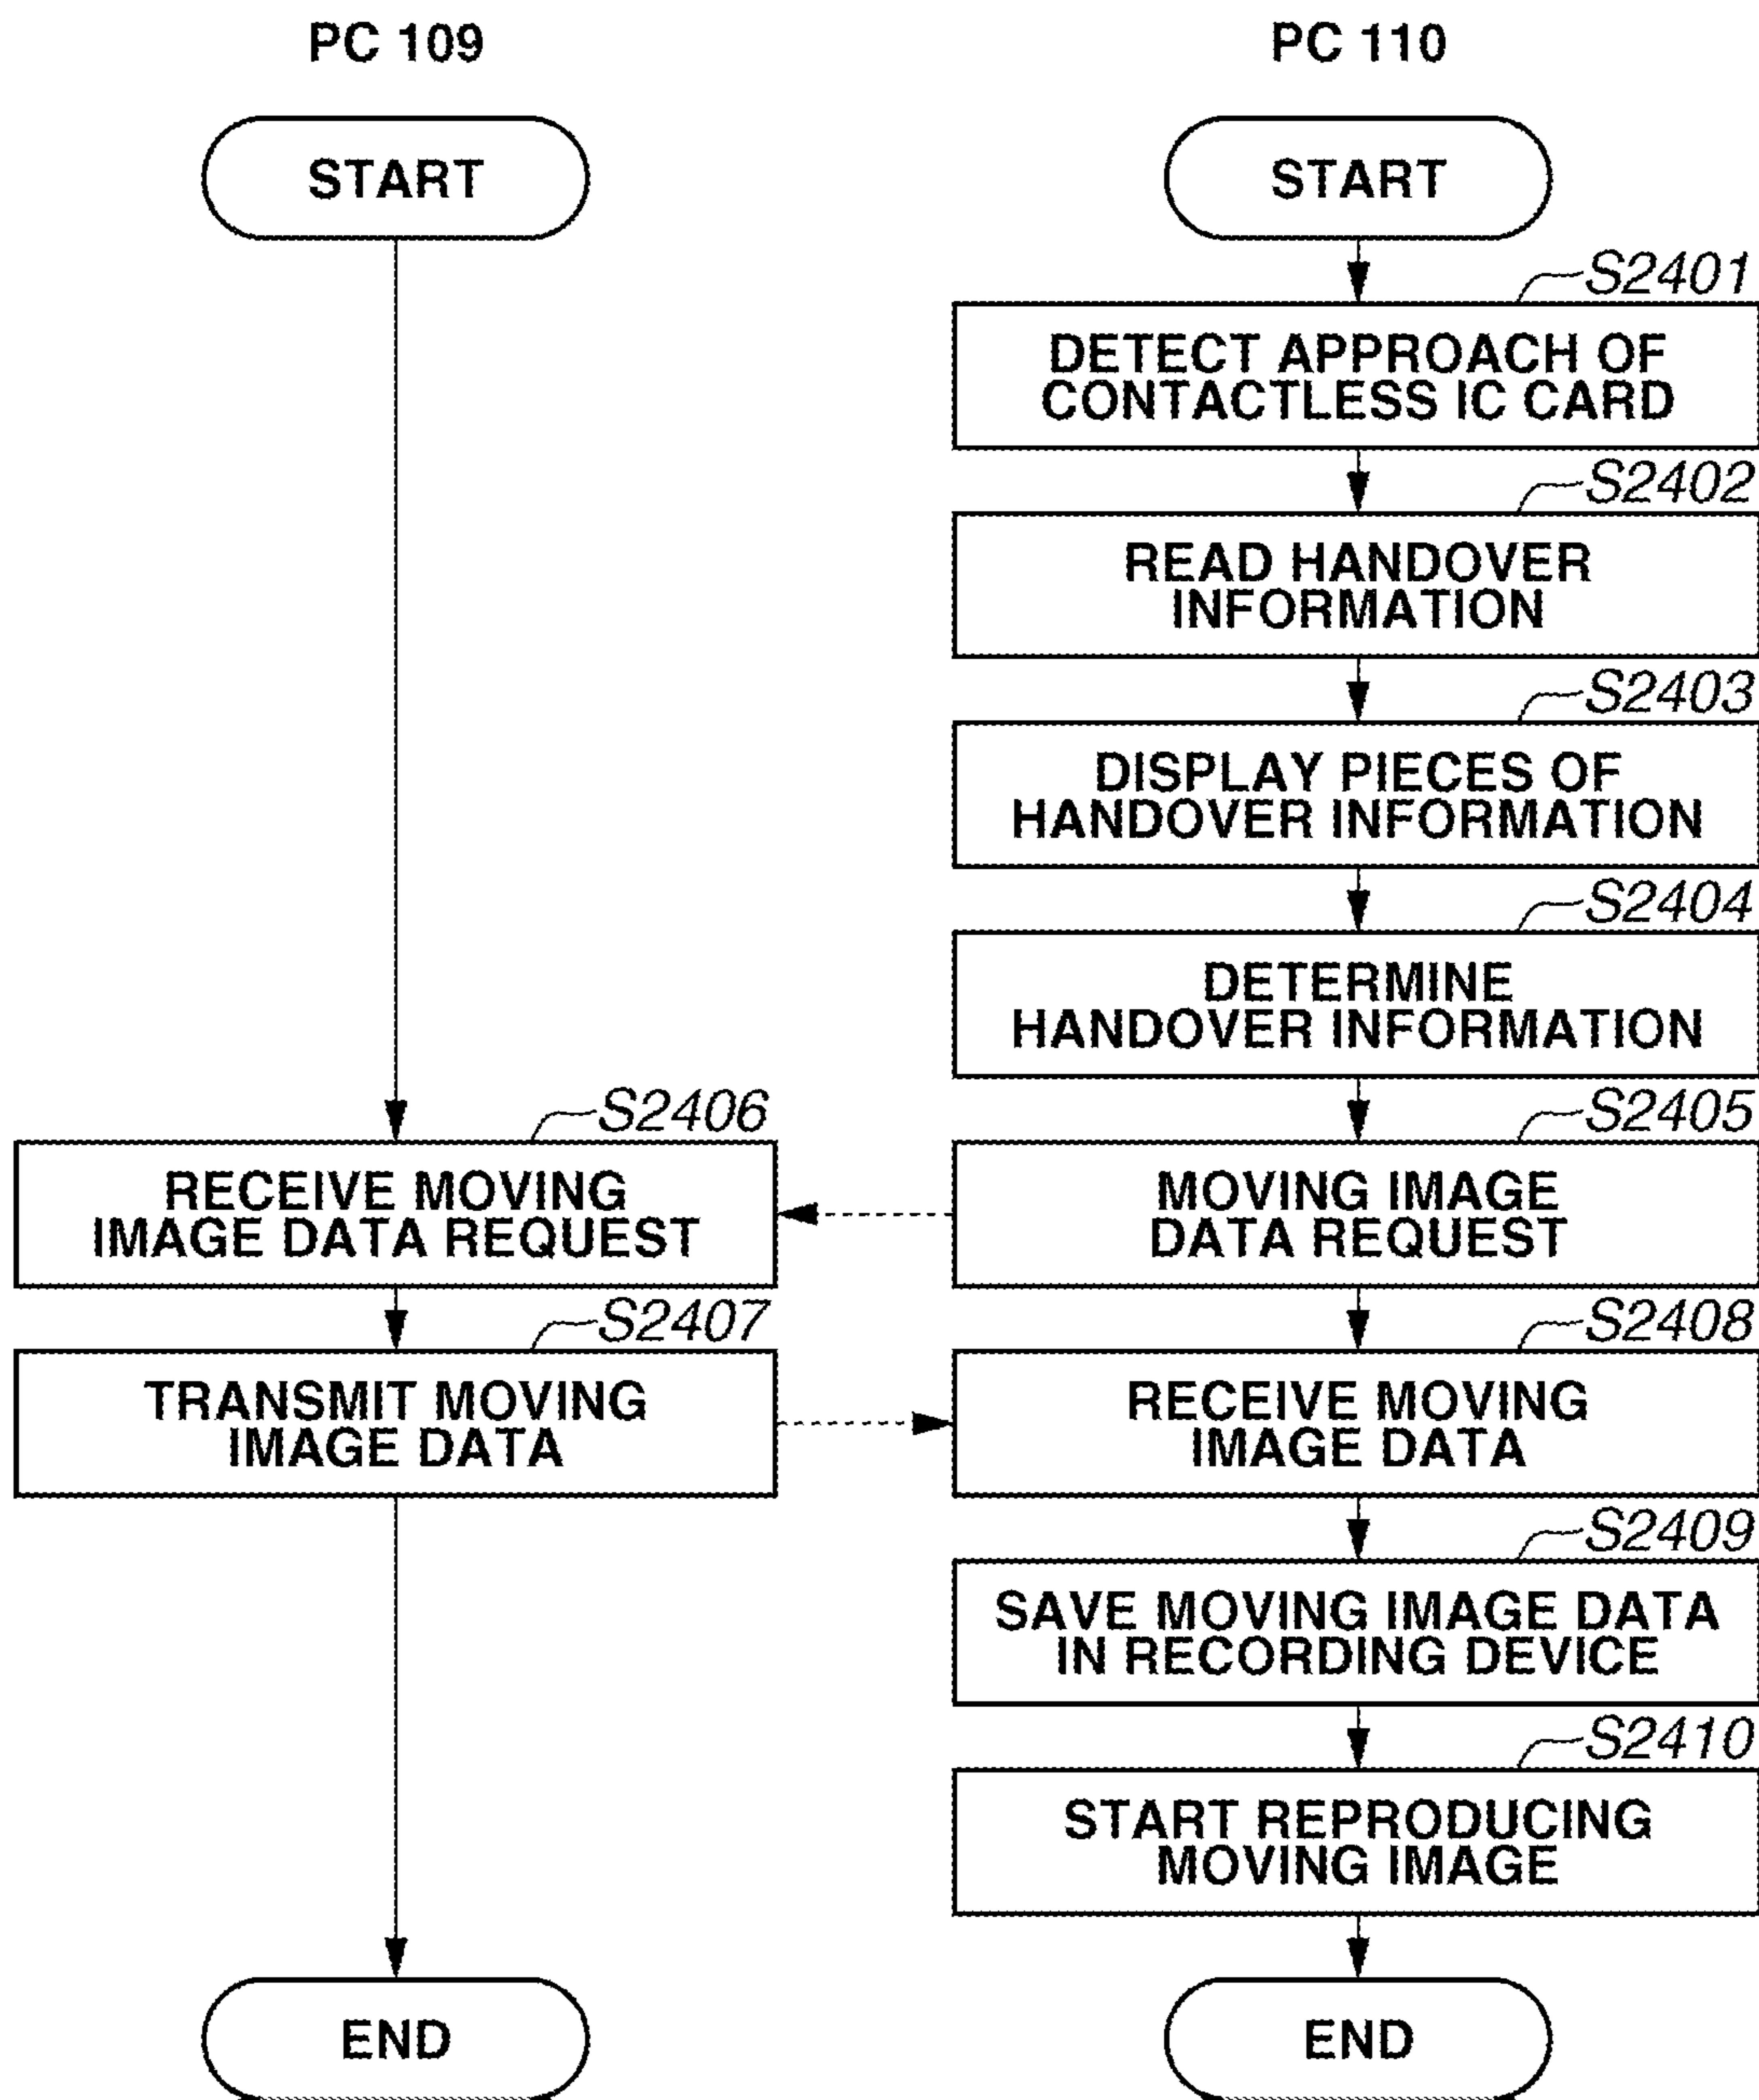 PC 109
PC 110
START
START
S2401
DETECT APPROACH OF
CONTACTLESS IC CARD
S2402
READ HANDOVER
INFORMATION
S2403
DISPLAY PIECES OF
HANDOVER INFORMATION
S2404
DETERMINE
HANDOVER INFORMATION
S2406
RECEIVE MOVING
IMAGE DATA REQUEST
S2405
MOVING IMAGE
DATA REQUEST
S2407
TRANSMIT MOVING
IMAGE DATA
S2408
RECEIVE MOVING
IMAGE DATA
S2409
SAVE MOVING IMAGE DATA
IN RECORDING DEVICE
S2410
START REPRODUCING
MOVING IMAGE
END
END